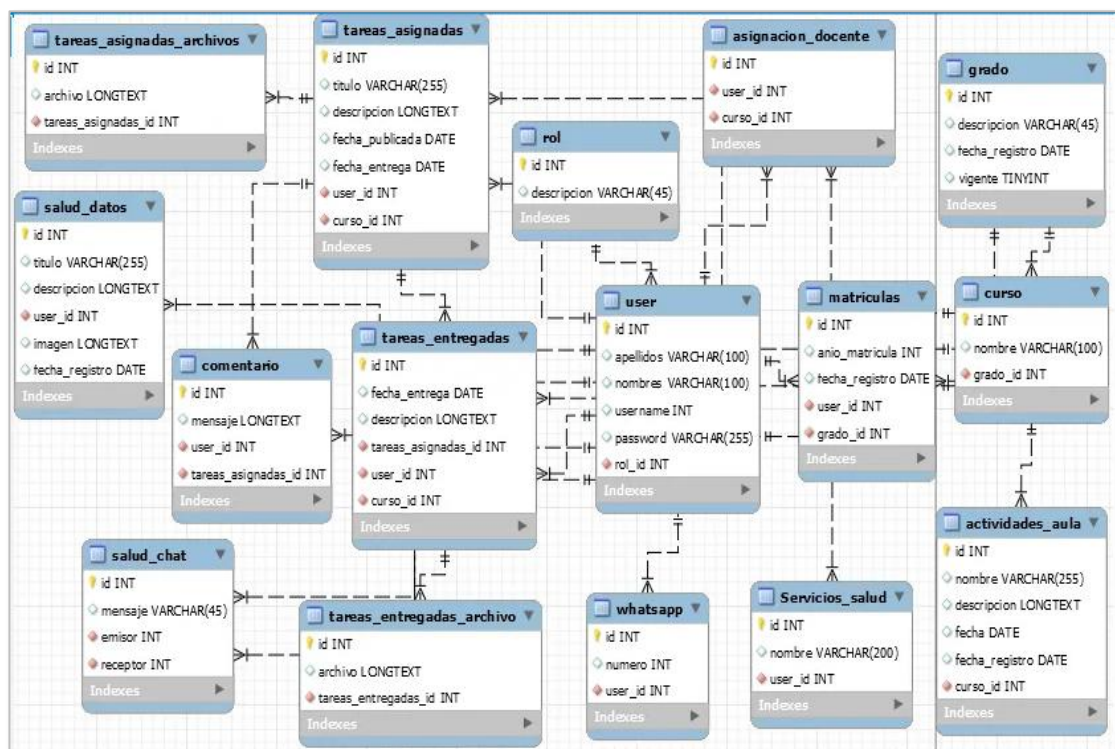 tareas_asignadas_archivos
id INT
archivo LONGTEXT
tareas_asignadas_id INT
Indexes
tareas_asignadas
id INT
titulo VARCHAR(255)
descripcion LONGTEXT
fecha_publicada DATE
fecha_entrega DATE
user_id INT
curso_id INT
Indexes
asignacion_docente
id INT
user_id INT
curso_id INT
Indexes
grado
id INT
descripcion VARCHAR(45)
fecha_registro DATE
vigente TINYINT
Indexes
rol
id INT
descripcion VARCHAR(45)
Indexes
salud_datos
id INT
titulo VARCHAR(255)
descripcion LONGTEXT
user_id INT
imagen LONGTEXT
fecha_registro DATE
Indexes
comentario
id INT
mensaje LONGTEXT
user_id INT
tareas_asignadas_id INT
Indexes
tareas_entregadas
id INT
fecha_entrega DATE
descripcion LONGTEXT
tareas_asignadas_id INT
user_id INT
curso_id INT
Indexes
user
id INT
apellidos VARCHAR(100)
nombres VARCHAR(100)
username INT
password VARCHAR(255)
rol_id INT
Indexes
matriculas
id INT
anio_matricula INT
fecha_registro DATE
user_id INT
grado_id INT
Indexes
curso
id INT
nombre VARCHAR(100)
grado_id INT
Indexes
salud_chat
id INT
mensaje VARCHAR(45)
emisor INT
receptor INT
Indexes
tareas_entregadas_archivo
id INT
archivo LONGTEXT
tareas_entregadas_id INT
Indexes
whatsapp
id INT
numero INT
user_id INT
Indexes
Servicios_salud
id INT
nombre VARCHAR(200)
user_id INT
Indexes
actividades_aula
id INT
nombre VARCHAR(255)
descripcion LONGTEXT
fecha DATE
fecha_registro DATE
curso_id INT
Indexes